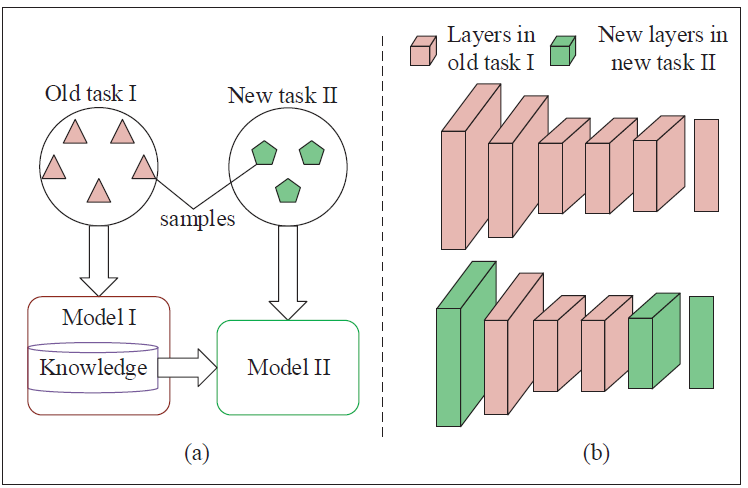 Old task I
New task II
samples
Model I
Knowledge
Model II
(a)
Layers in
old task I
New layers in
new task II
(b)